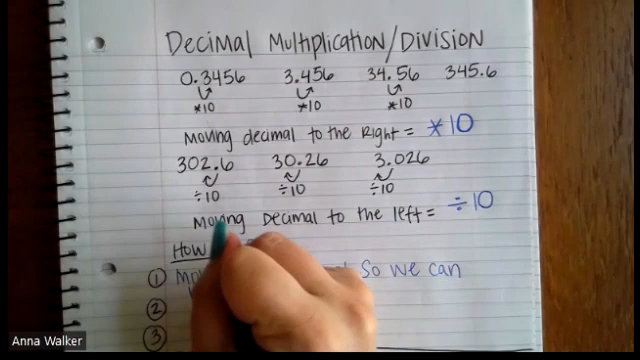 Decimal Multiplication/Division
0.3456 3.456 34.56 345.6
*10 *10 *10
Moving decimal to the Right = *10
302.6 30.26 3.026
÷10 ÷10 ÷10
Moving Decimal to the left = ÷10
How
① So we can
②
③
Anna Walker